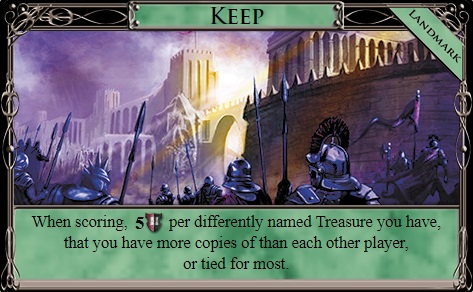 KEEP
LANDMARK
When scoring, 5 per differently named Treasure you have,
that you have more copies of than each other player,
or tied for most.